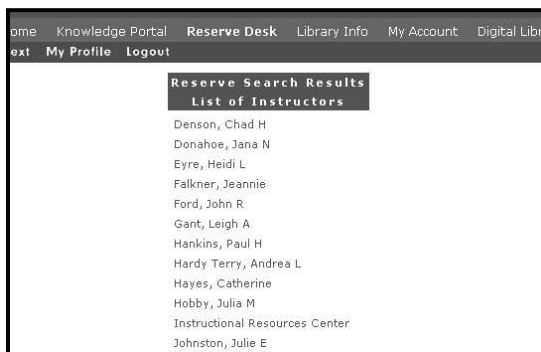 ome Knowledge Portal Reserve Desk Library Info My Account Digital Libr
ext My Profile Logout
Reserve Search Results
List of Instructors
Denson, Chad H
Donahoe, Jana N
Eyre, Heidi L
Falkner, Jeannie
Ford, John R
Gant, Leigh A
Hankins, Paul H
Hardy Terry, Andrea L
Hayes, Catherine
Hobby, Julia M
Instructional Resources Center
Johnston, Julie E